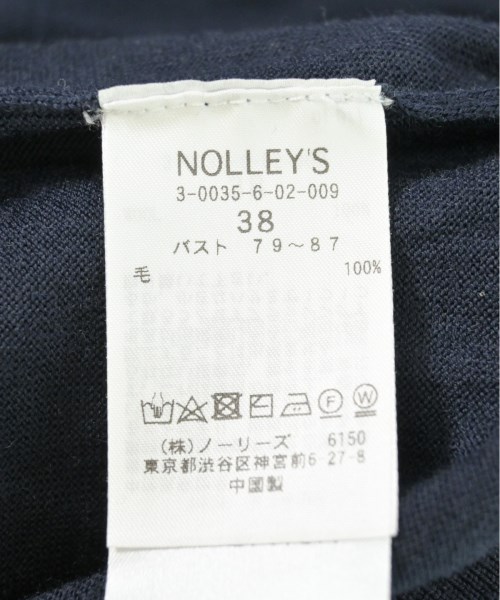 NOLLEY'S
3-0035-6-02-009
38
バスト 79～87
毛 100%
F W
(株)ノーリーズ 6150
東京都渋谷区神宮前6 27-8
中國製